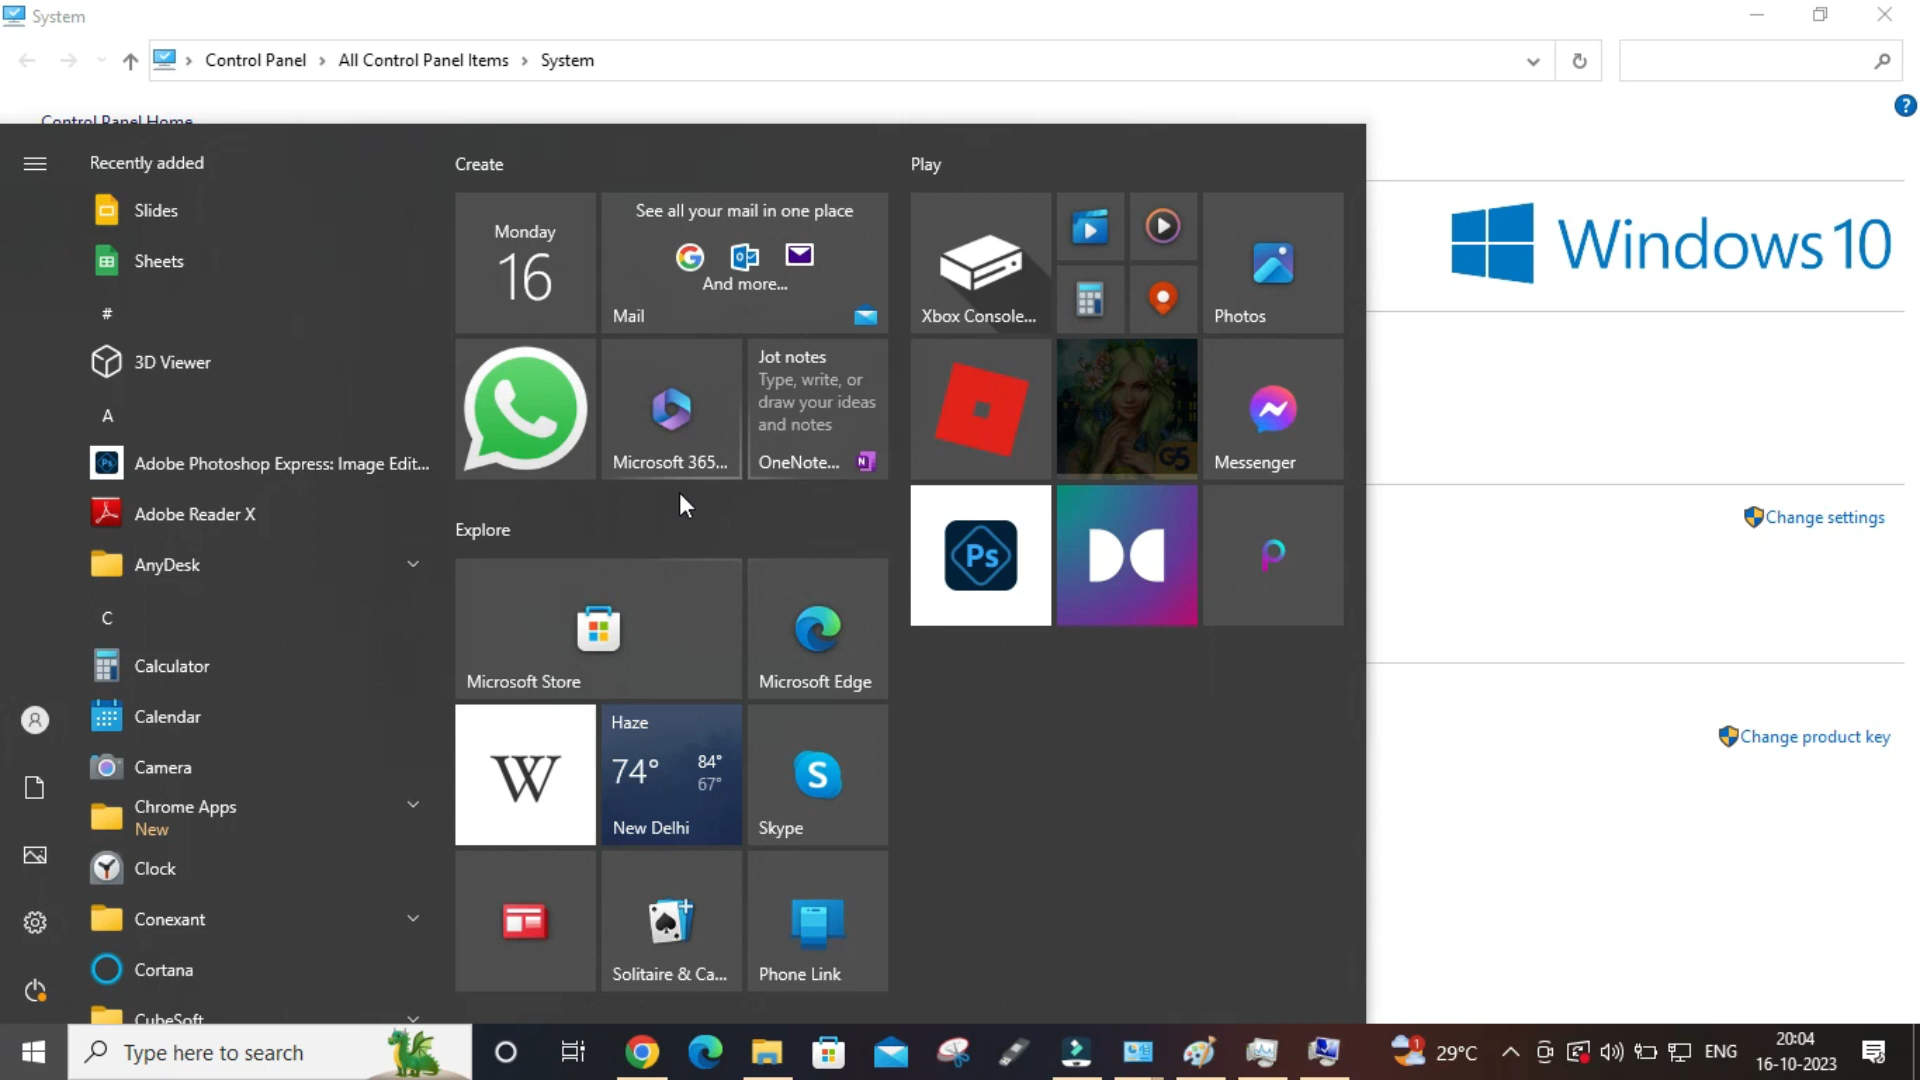 System
Control Panel
All Control Panel Items
System
?
Control Panel Home
Windows 10
Change settings
Change product key
Recently added
Slides
Sheets
#
3D Viewer
A
Adobe Photoshop Express: Image Edit...
Adobe Reader X
AnyDesk
C
Calculator
Calendar
Camera
Chrome Apps
New
Clock
Conexant
Cortana
CubeSoft
Create
Monday
16
See all your mail in one place
And more...
Mail
Microsoft 365...
Jot notes
Type, write, or
draw your ideas
and notes
OneNote...
N
Explore
Microsoft Store
Microsoft Edge
W
Haze
74°
84°
67°
New Delhi
S
Skype
Solitaire & Ca...
Phone Link
Play
Xbox Console...
Photos
G5
Messenger
Ps
Type here to search
1
29°C
ENG
20:04
16-10-2023